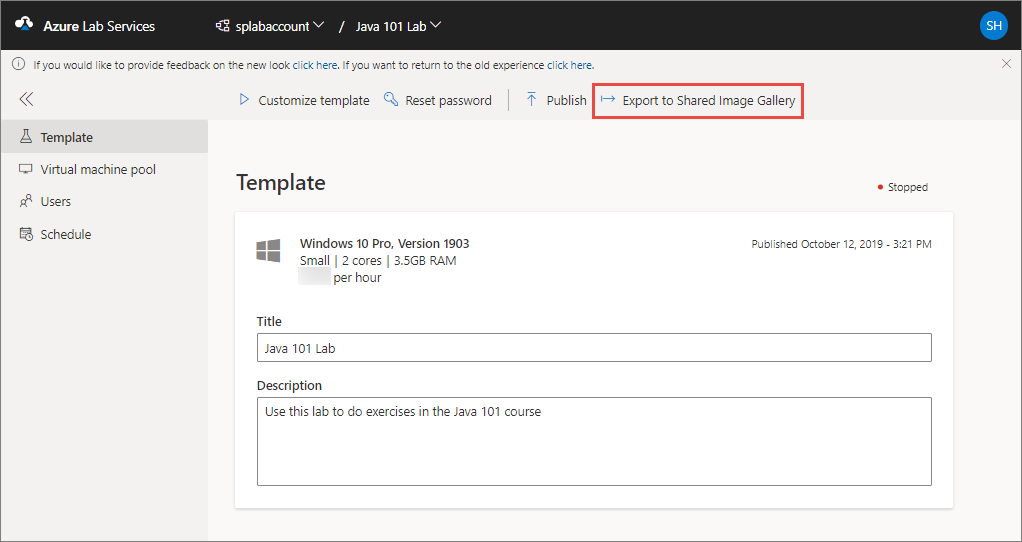 Azure Lab Services splabaccount / Java 101 Lab SH
If you would like to provide feedback on the new look click here. If you want to return to the old experience click here.
Customize template Reset password Publish Export to Shared Image Gallery
Template
Virtual machine pool
Users
Schedule
Template
Stopped
Windows 10 Pro, Version 1903
Published October 12, 2019 - 3:21 PM
Small | 2 cores | 3.5GB RAM
per hour
Title
Java 101 Lab
Description
Use this lab to do exercises in the Java 101 course